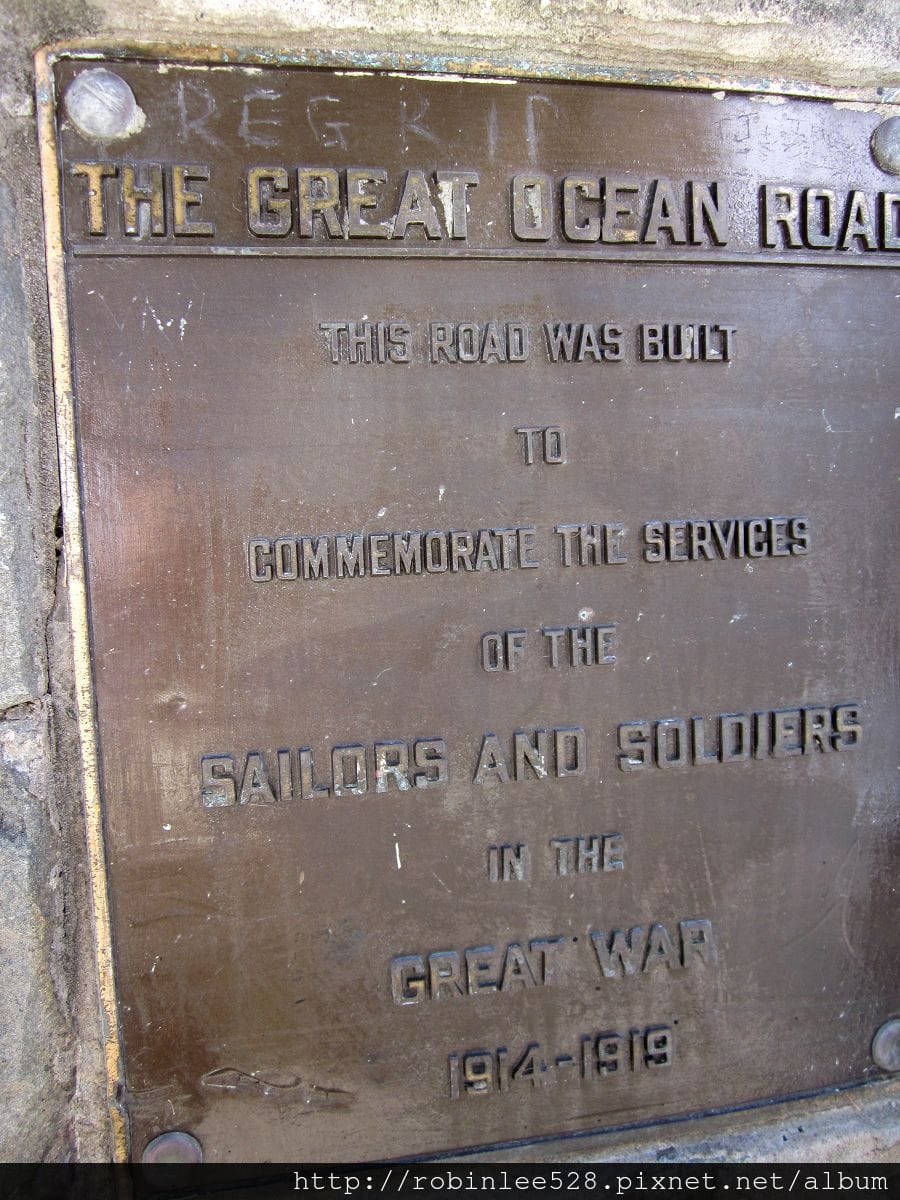 REG
THE GREAT OCEAN ROAD
THIS ROAD WAS BUILT
TO
COMMEMORATE THE SERVICES
OF THE
SAILORS AND SOLDIERS
IN THE
GREAT WAR
1914-1919
http://robinlee528.pixnet.net/album